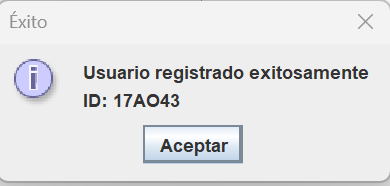 Éxito
Usuario registrado exitosamente
ID: 17AO43
Aceptar